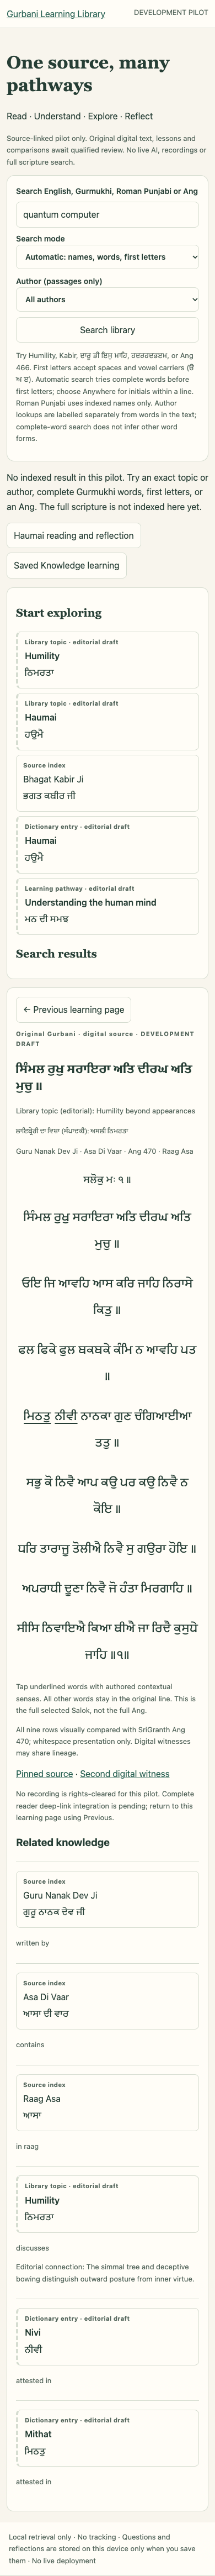 Gurbani Learning Library
DEVELOPMENT PILOT
One source, many
pathways
Read · Understand · Explore · Reflect
Source-linked pilot only. Original digital text, lessons and
comparisons await qualified review. No live AI, recordings or
full scripture search.
Search English, Gurmukhi, Roman Punjabi or Ang
quantum computer
Search mode
Automatic: names, words, first letters
Author (passages only)
All authors
Search library
Try Humility, Kabir, ਦਾਰੂ ਭੀ ਇਸੁ ਮਾਹਿ, or Ang
466. First letters accept spaces and vowel carriers (ੳ
ਅ ੲ). Automatic search tries complete words before
first letters; choose Anywhere for initials within a line.
Roman Punjabi uses indexed names only. Author
lookups are labelled separately from words in the text;
complete-word search does not infer other word
forms.
No indexed result in this pilot. Try an exact topic or
author, complete Gurmukhi words, first letters, or
an Ang. The full scripture is not indexed here yet.
Haumai reading and reflection
Saved Knowledge learning
Start exploring
Library topic · editorial draft
Humility
ਨਿਮਰਤਾ
Library topic · editorial draft
Haumai
ਹਉਮੈ
Source index
Bhagat Kabir Ji
ਭਗਤ ਕਬੀਰ ਜੀ
Dictionary entry · editorial draft
Haumai
ਹਉਮੈ
Learning pathway · editorial draft
Understanding the human mind
ਮਨ ਦੀ ਸਮਝ
Search results
← Previous learning page
Original Gurbani · digital source · DEVELOPMENT
DRAFT
ਸਿੰਮਲ ਰੁਖੁ ਸਰਾਇਰਾ ਅਤਿ ਦੀਰਘ ਅਤਿ
ਮੁਚੁ ॥
Library topic (editorial): Humility beyond appearances
ਲਾਇਬ੍ਰੇਰੀ ਦਾ ਵਿਸ਼ਾ (ਸੰਪਾਦਕੀ): ਅਸਲੀ ਨਿਮਰਤਾ
Guru Nanak Dev Ji · Asa Di Vaar · Ang 470 · Raag Asa
ਸਲੋਕੁ ਮਃ ੧ ॥
ਸਿੰਮਲ ਰੁਖੁ ਸਰਾਇਰਾ ਅਤਿ ਦੀਰਘ ਅਤਿ
ਮੁਚੁ ॥
ਓਇ ਜਿ ਆਵਹਿ ਆਸ ਕਰਿ ਜਾਹਿ ਨਿਰਾਸੇ
ਕਿਤੁ ॥
ਫਲ ਫਿਕੇ ਫੁਲ ਬਕਬਕੇ ਕੰਮਿ ਨ ਆਵਹਿ ਪਤ
॥
ਮਿਠਤੁ ਨੀਵੀ ਨਾਨਕਾ ਗੁਣ ਚੰਗਿਆਈਆ
ਤਤੁ ॥
ਸਭੁ ਕੋ ਨਿਵੈ ਆਪ ਕਉ ਪਰ ਕਉ ਨਿਵੈ ਨ
ਕੋਇ ॥
ਧਰਿ ਤਾਰਾਜੂ ਤੋਲੀਐ ਨਿਵੈ ਸੁ ਗਉਰਾ ਹੋਇ ॥
ਅਪਰਾਧੀ ਦੂਣਾ ਨਿਵੈ ਜੋ ਹੰਤਾ ਮਿਰਗਾਹਿ ॥
ਸੀਸਿ ਨਿਵਾਇਐ ਕਿਆ ਥੀਐ ਜਾ ਰਿਦੈ ਕੁਸੁਧੇ
ਜਾਹਿ ॥੧॥
Tap underlined words with authored contextual
senses. All other words stay in the original line. This is
the full selected Salok, not the full Ang.
All nine rows visually compared with SriGranth Ang
470; whitespace presentation only. Digital witnesses
may share lineage.
Pinned source · Second digital witness
No recording is rights-cleared for this pilot. Complete
reader deep-link integration is pending; return to this
learning page using Previous.
Related knowledge
Source index
Guru Nanak Dev Ji
ਗੁਰੂ ਨਾਨਕ ਦੇਵ ਜੀ
written by
Source index
Asa Di Vaar
ਆਸਾ ਦੀ ਵਾਰ
contains
Source index
Raag Asa
ਆਸਾ
in raag
Library topic · editorial draft
Humility
ਨਿਮਰਤਾ
discusses
Editorial connection: The simmal tree and deceptive
bowing distinguish outward posture from inner virtue.
Dictionary entry · editorial draft
Nivi
ਨੀਵੀ
attested in
Dictionary entry · editorial draft
Mithat
ਮਿਠਤੁ
attested in
Local retrieval only · No tracking · Questions and
reflections are stored on this device only when you save
them · No live deployment